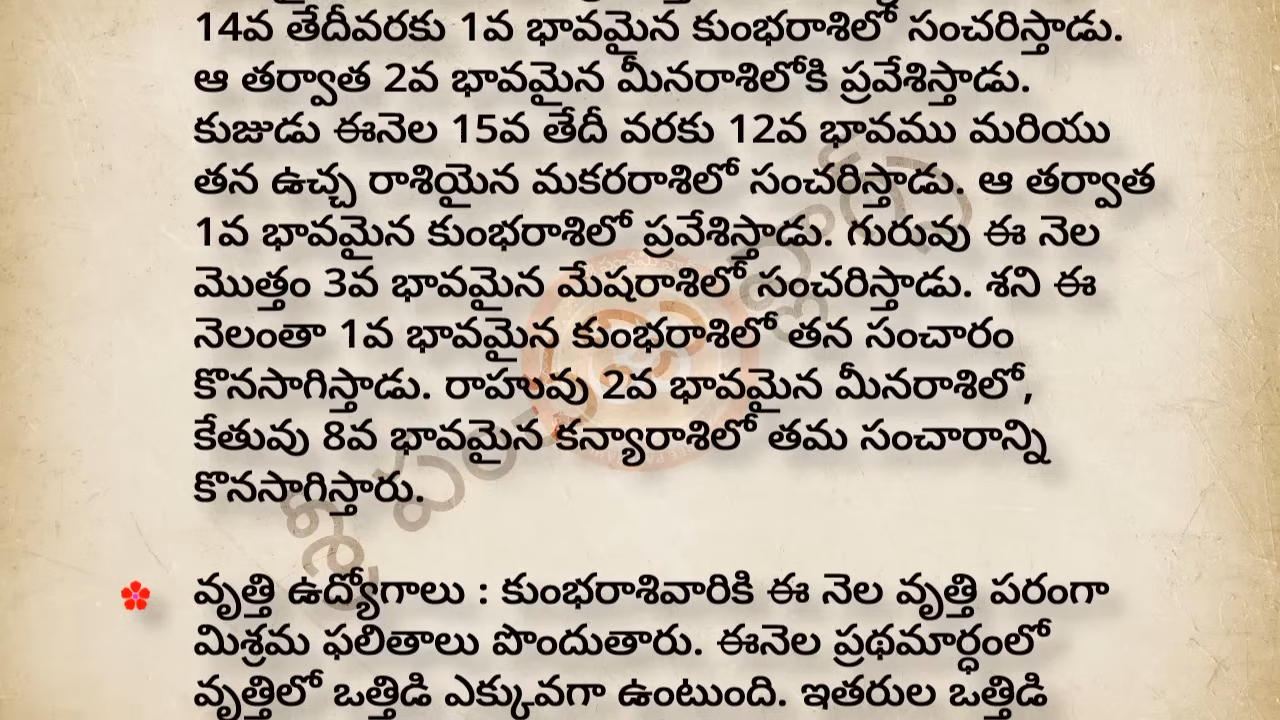 14వ తేదీవరకు 1వ భావమైన కుంభరాశిలో సంచరిస్తాడు.
ఆ తర్వాత 2వ భావమైన మీనరాశిలోకి ప్రవేశిస్తాడు.
కుజుడు ఈనెల 15వ తేదీ వరకు 12వ భావము మరియు
తన ఉచ్చ రాశియైన మకరరాశిలో సంచరిస్తాడు. ఆ తర్వాత
1వ భావమైన కుంభరాశిలో ప్రవేశిస్తాడు. గురువు ఈ నెల
మొత్తం 3వ భావమైన మేషరాశిలో సంచరిస్తాడు. శని ఈ
నెలంతా 1వ భావమైన కుంభరాశిలో తన సంచారం
కొనసాగిస్తాడు. రాహువు 2వ భావమైన మీనరాశిలో,
కేతువు 8వ భావమైన కన్యారాశిలో తమ సంచారాన్ని
కొనసాగిస్తారు.
వృత్తి ఉద్యోగాలు : కుంభరాశివారికి ఈ నెల వృత్తి పరంగా
మిశ్రమ ఫలితాలు పొందుతారు. ఈనెల ప్రథమార్ధంలో
వృత్తిలో ఒత్తిడి ఎక్కువగా ఉంటుంది. ఇతరుల ఒత్తిడి